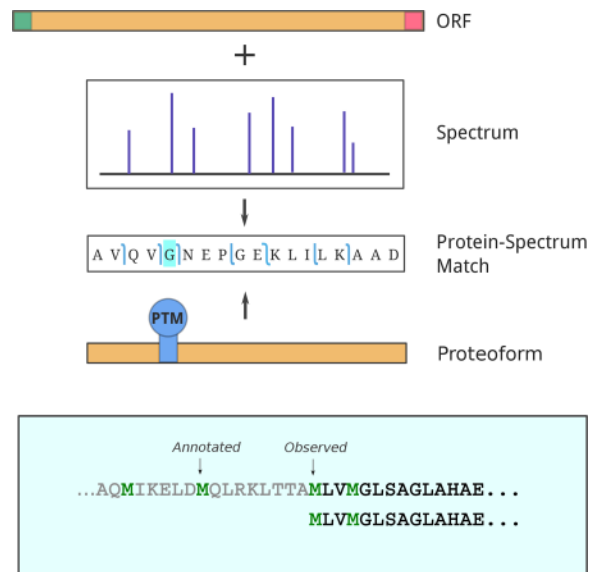 ORF
+
Spectrum
A V Q V G N E P G E K L I L K A A D
Protein-Spectrum
Match
PTM
Proteoform
Annotated Observed
...AQMIKELDMQLRKLTTAMLVMGLSAGLAHAE...
MLVMGLSAGLAHAE...